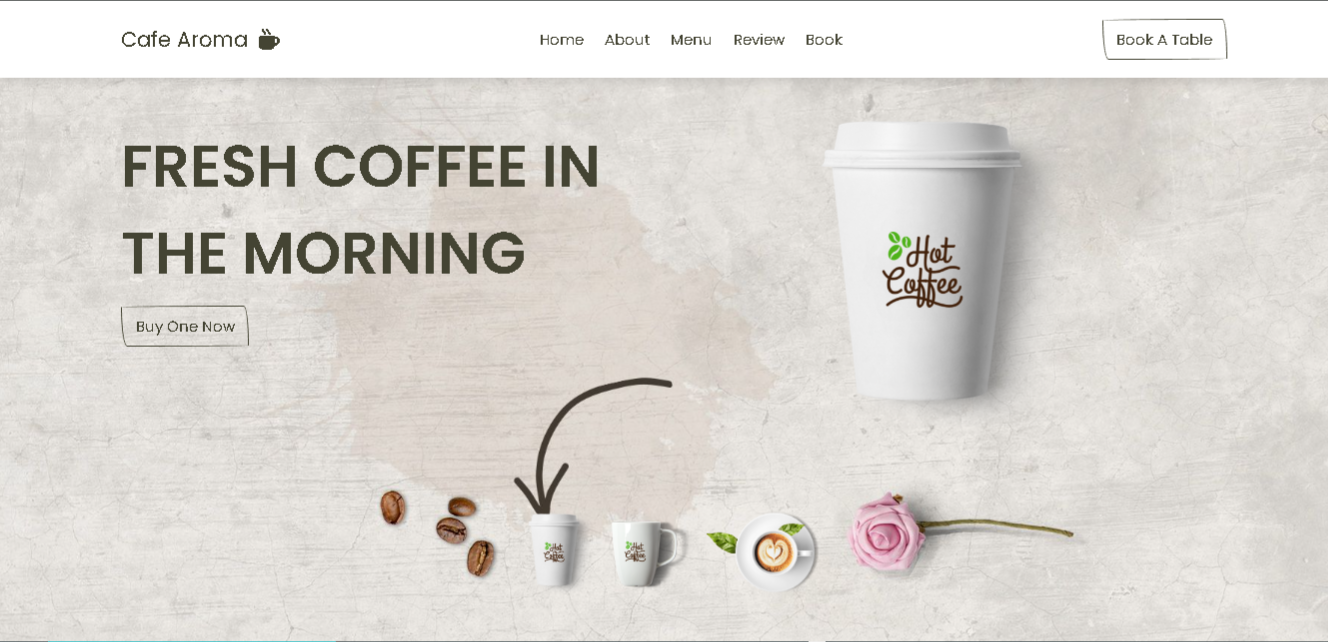 Cafe Aroma
Home About Menu Review Book
Book A Table
FRESH COFFEE IN
THE MORNING
Buy One Now
Hot
Coffee
Hot
Coffee
Hot
Coffee